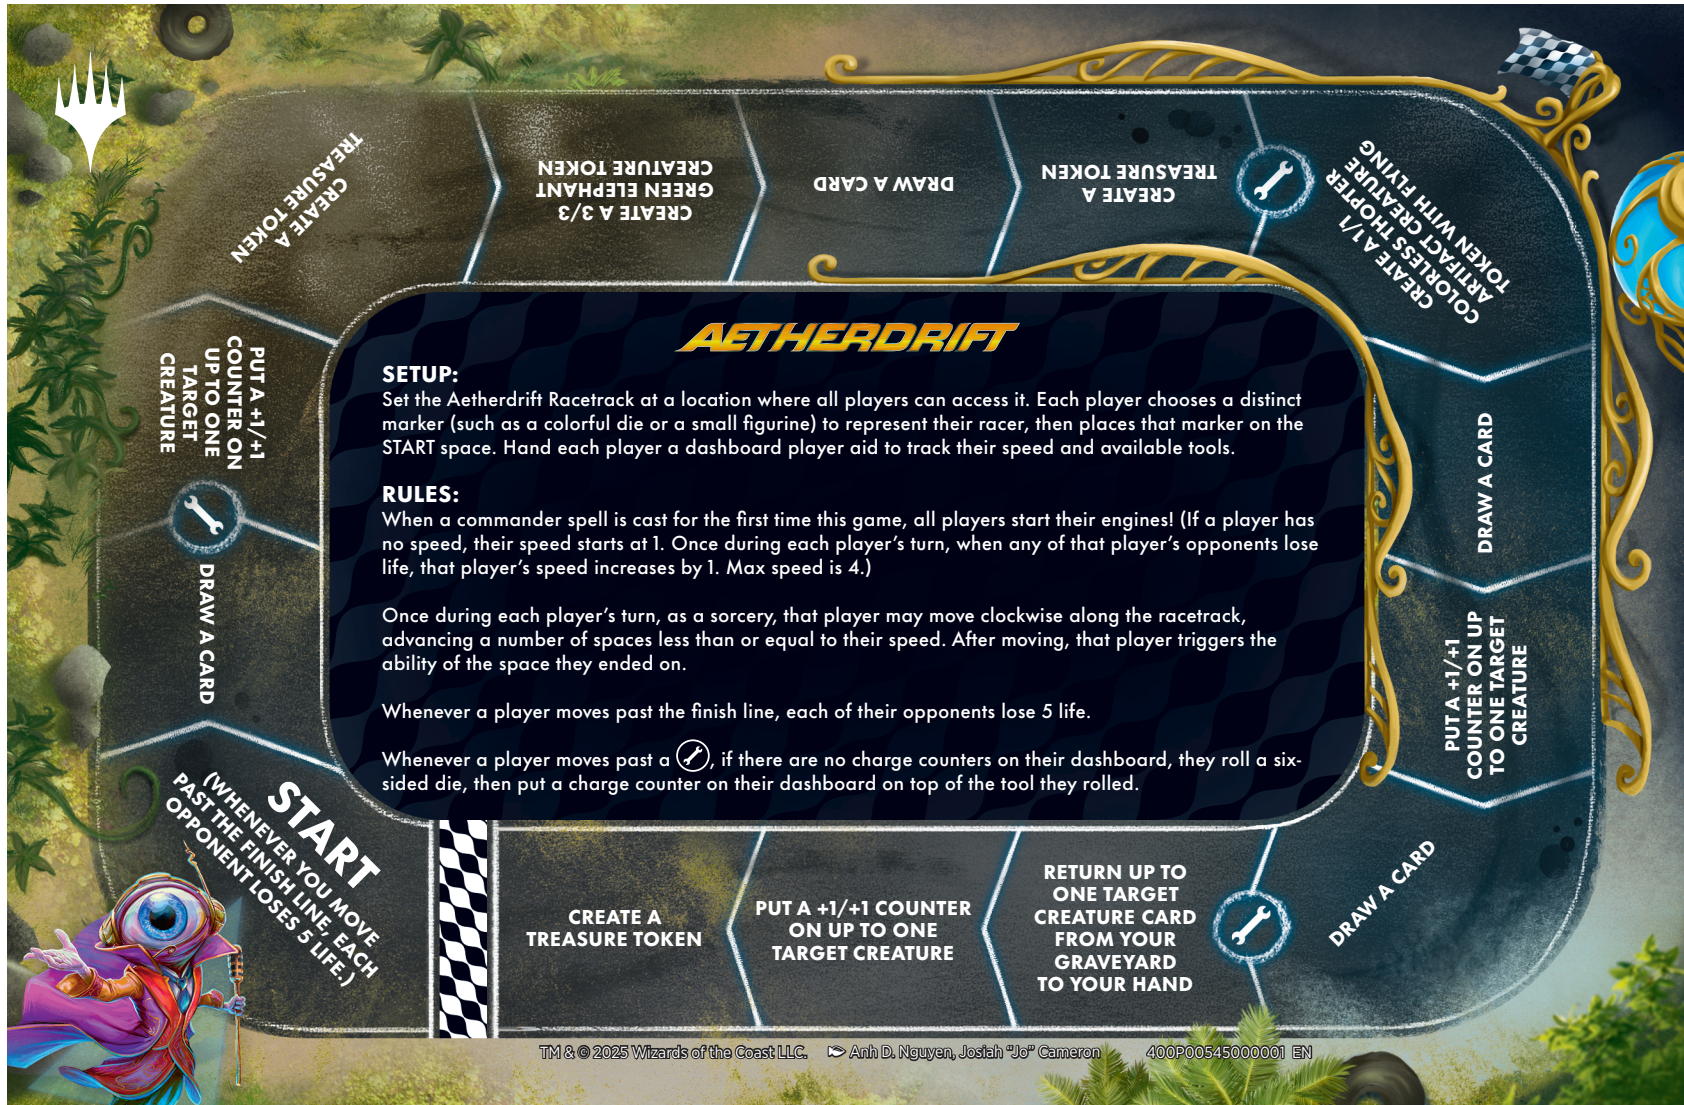 AETHERDRIFT
SETUP:
Set the Aetherdrift Racetrack at a location where all players can access it. Each player chooses a distinct
marker (such as a colorful die or a small figurine) to represent their racer, then places that marker on the
START space. Hand each player a dashboard player aid to track their speed and available tools.
RULES:
When a commander spell is cast for the first time this game, all players start their engines! (If a player has
no speed, their speed starts at 1. Once during each player's turn, when any of that player's opponents lose
life, that player's speed increases by 1. Max speed is 4.)
Once during each player's turn, as a sorcery, that player may move clockwise along the racetrack,
advancing a number of spaces less than or equal to their speed. After moving, that player triggers the
ability of the space they ended on.
Whenever a player moves past the finish line, each of their opponents lose 5 life.
Whenever a player moves past a , if there are no charge counters on their dashboard, they roll a six-
sided die, then put a charge counter on their dashboard on top of the tool they rolled.
START
(WHENEVER YOU MOVE
PAST THE FINISH LINE, EACH
OPPONENT LOSES 5 LIFE.)
DRAW A CARD
PUT A +1/+1
COUNTER ON
UP TO ONE
TARGET
CREATURE
CREATE A
TREASURE TOKEN
CREATE A 3/3
GREEN ELEPHANT
CREATURE TOKEN
DRAW A CARD
CREATE A
TREASURE TOKEN
CREATE A 1/1
COLORLESS THOPTER
ARTIFACT CREATURE
TOKEN WITH FLYING
DRAW A CARD
PUT A +1/+1
COUNTER ON UP
TO ONE TARGET
CREATURE
DRAW A CARD
RETURN UP TO
ONE TARGET
CREATURE CARD
FROM YOUR
GRAVEYARD
TO YOUR HAND
PUT A +1/+1 COUNTER
ON UP TO ONE
TARGET CREATURE
CREATE A
TREASURE TOKEN
TM & © 2025 Wizards of the Coast LLC. Anh D. Nguyen, Josiah "Jo" Cameron 400P00545000001 EN